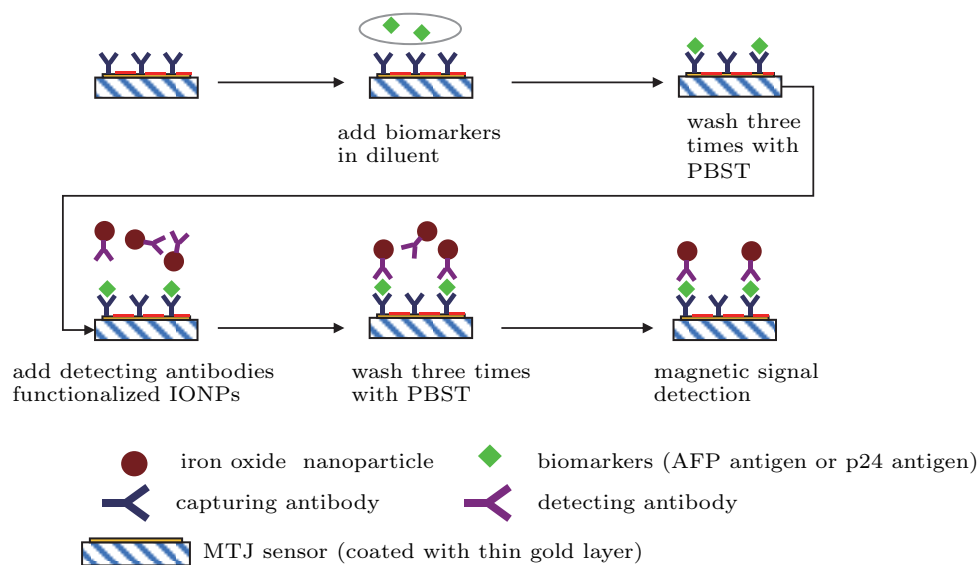 add biomarkers
in diluent
wash three
times with
PBST
add detecting antibodies
functionalized IONPs
wash three times
with PBST
magnetic signal
detection
iron oxide nanoparticle
biomarkers (AFP antigen or p24 antigen)
capturing antibody
detecting antibody
MTJ sensor (coated with thin gold layer)